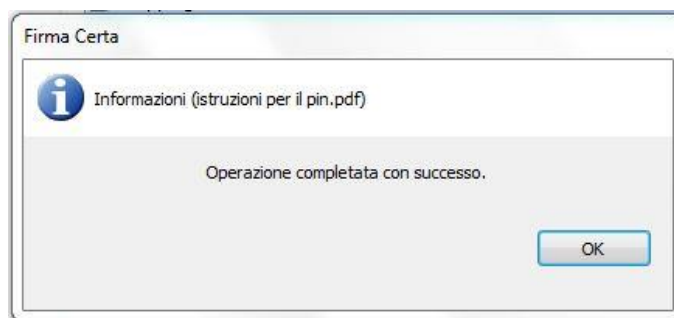 Firma Certa
Informazioni (istruzioni per il pin.pdf)
Operazione completata con successo.
OK